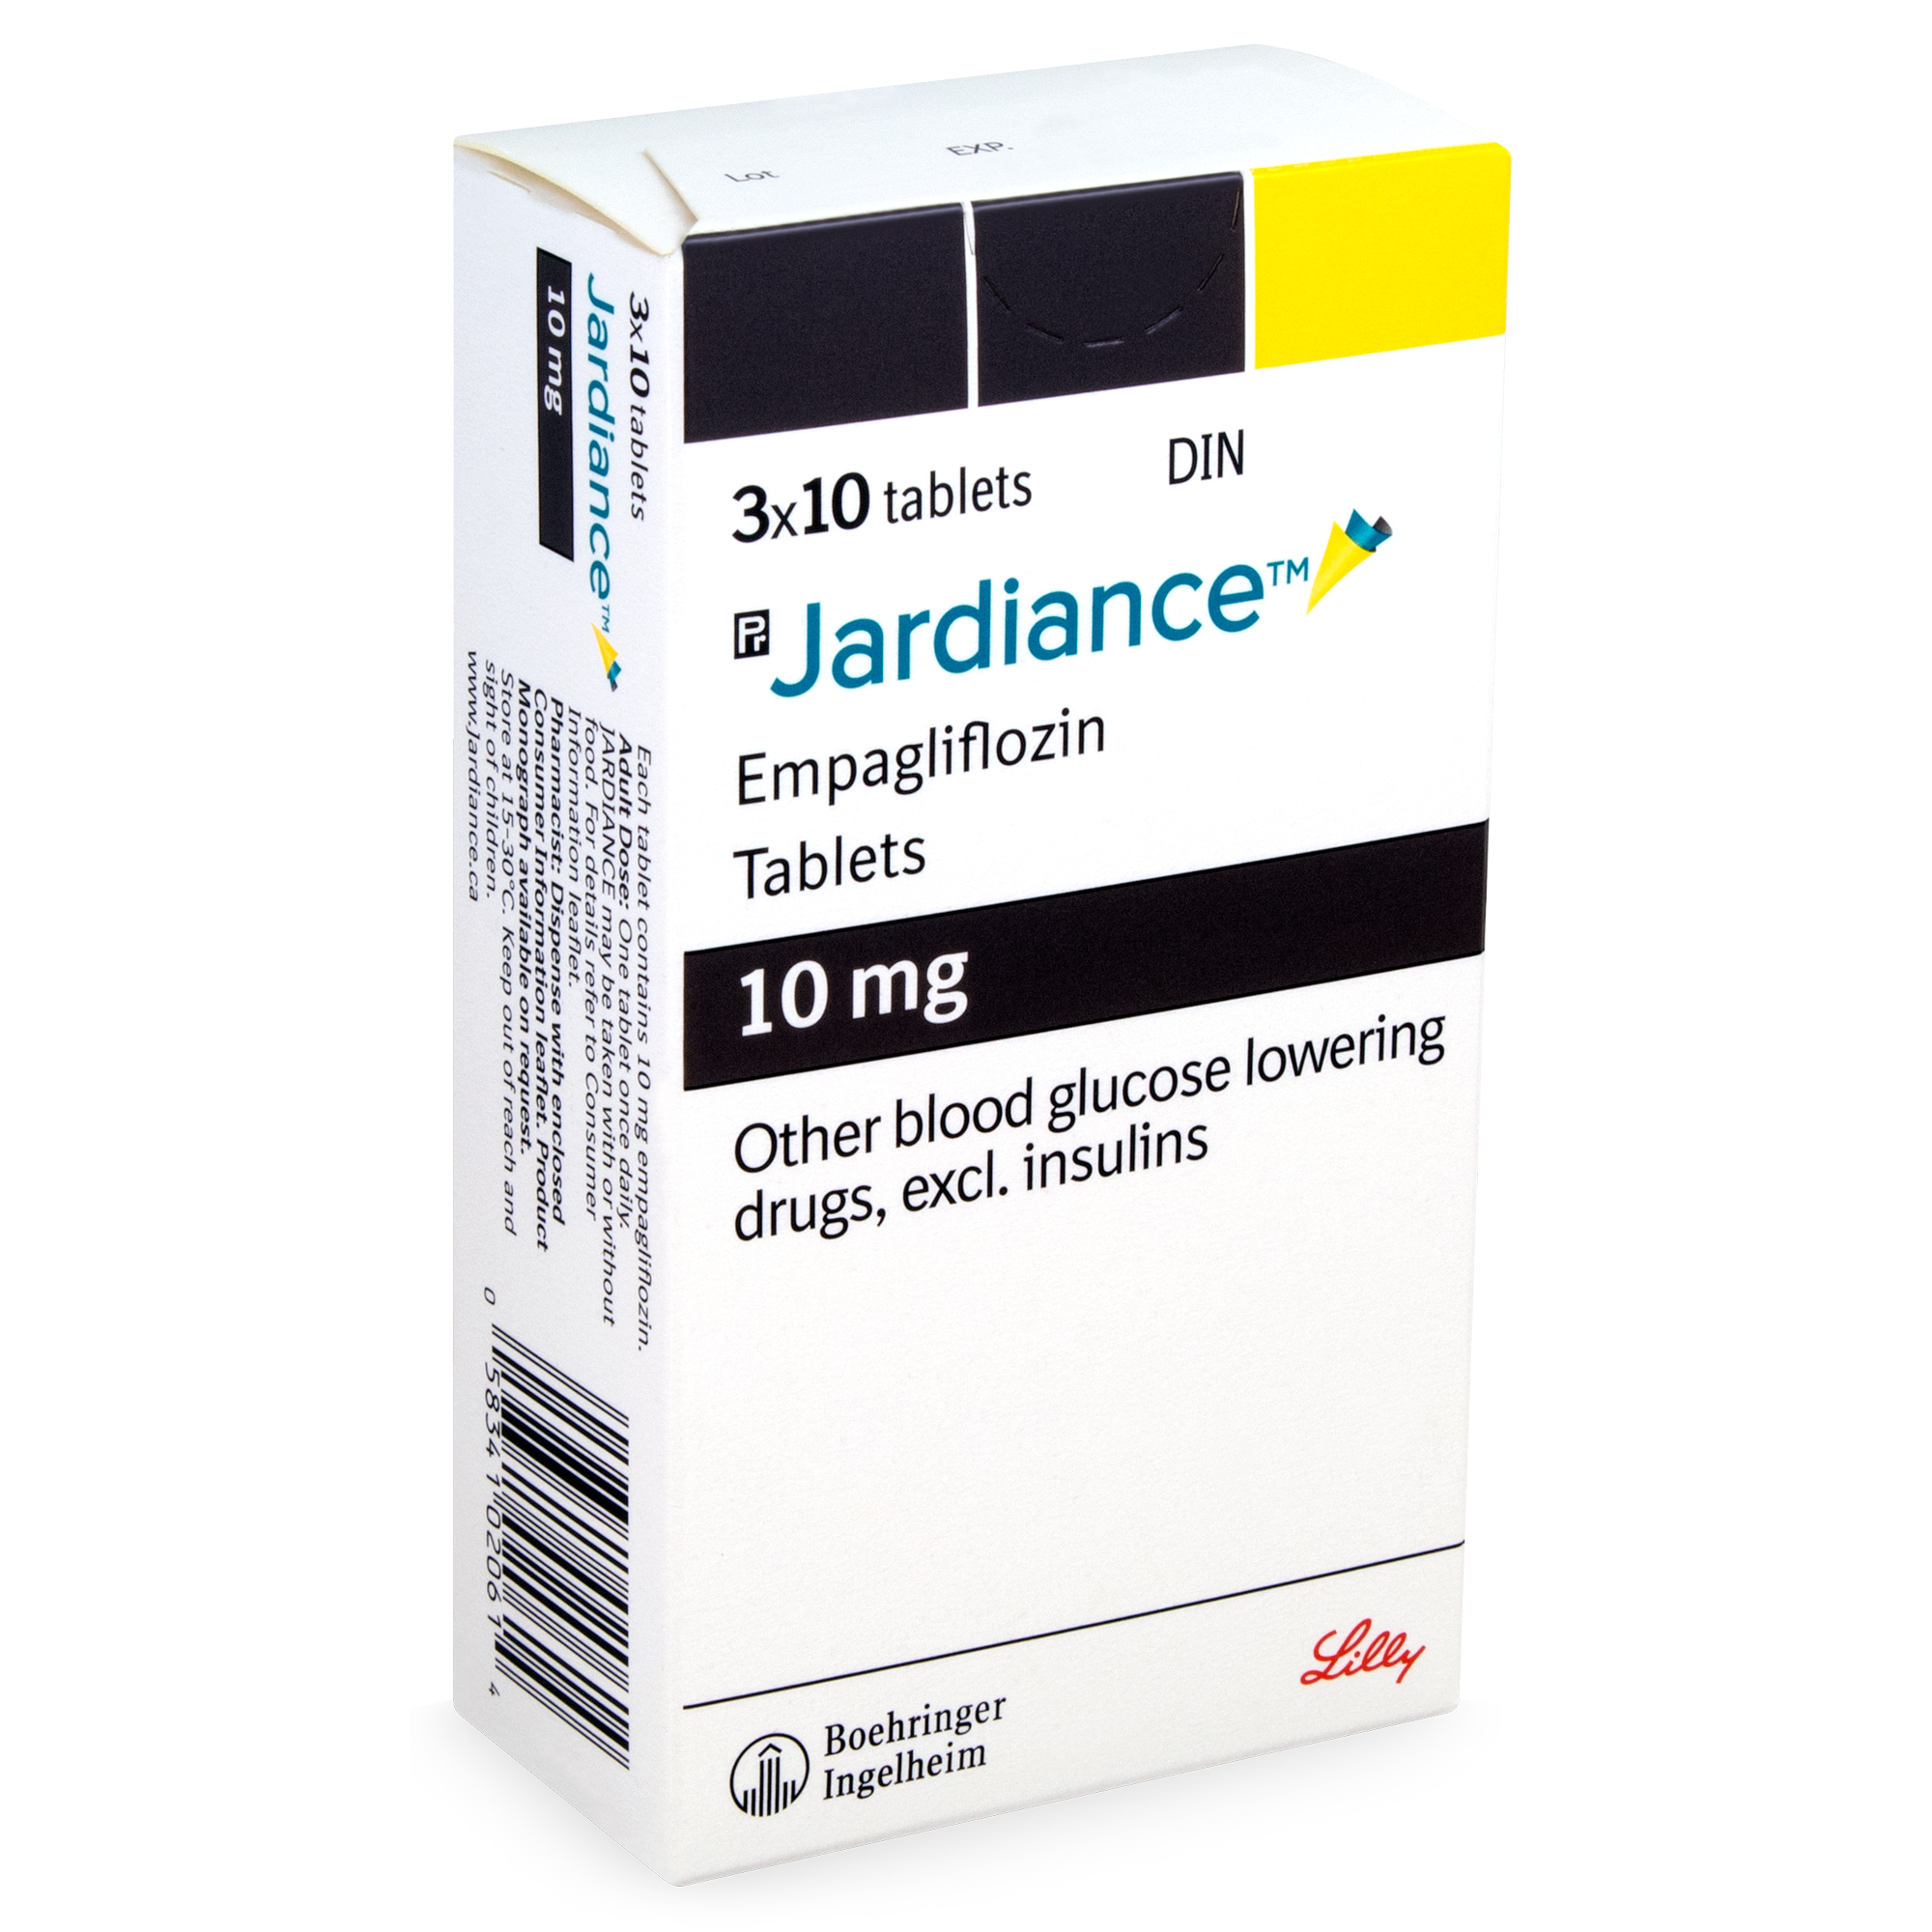 Lot
EXP.
3x10 tablets
DIN
Pr Jardiance™
Empagliflozin
Tablets
10 mg
Other blood glucose lowering
drugs, excl. insulins
Boehringer
Ingelheim
Lilly
3x10 tablets
Jardiance™
10 mg
Each tablet contains 10 mg empagliflozin.
Adult Dose: One tablet once daily.
JARDIANCE may be taken with or without
food. For details refer to Consumer
Information leaflet.
Pharmacist: Dispense with enclosed
Consumer Information leaflet. Product
Monograph available on request.
Store at 15-30°C. Keep out of reach and
sight of children.
www.Jardiance.ca
0 58341 02061 4